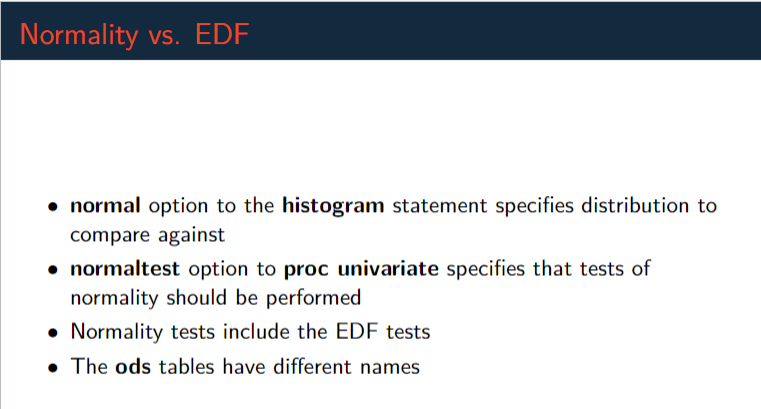 Normality vs. EDF
• normal option to the histogram statement specifies distribution to
compare against
• normaltest option to proc univariate specifies that tests of
normality should be performed
• Normality tests include the EDF tests
• The ods tables have different names